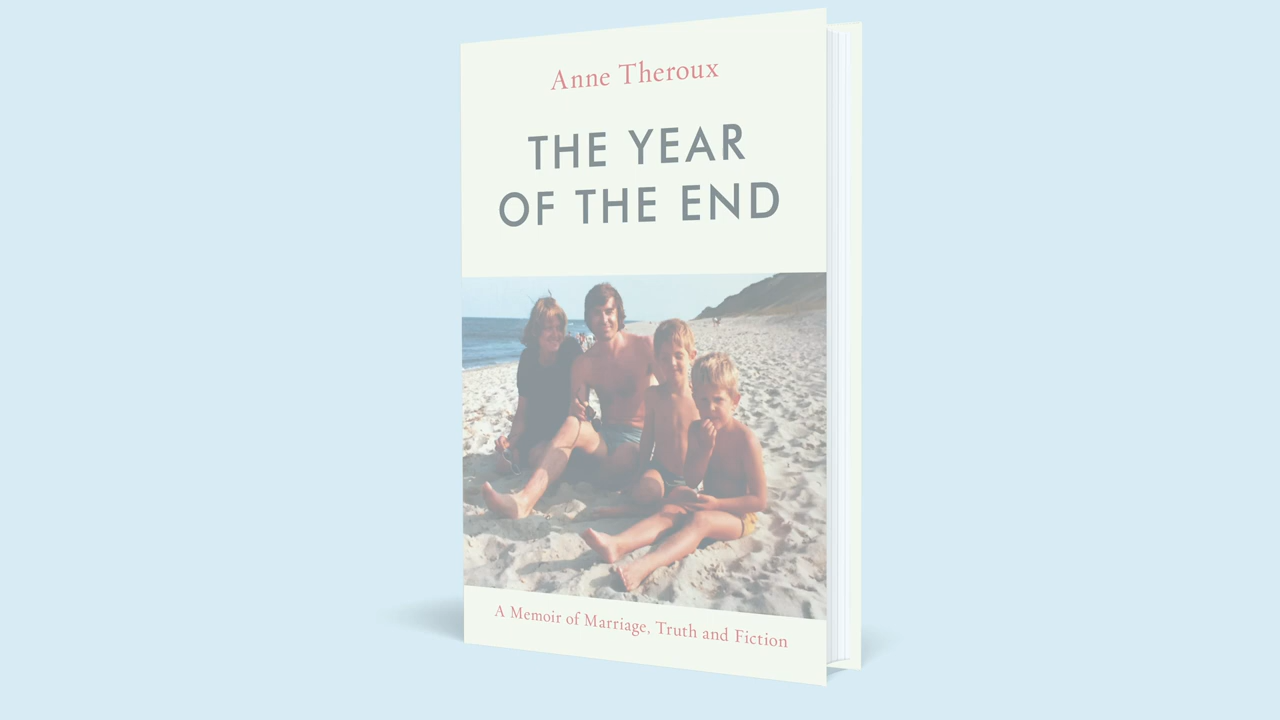 Anne Theroux
THE YEAR
OF THE END
A Memoir of Marriage, Truth and Fiction